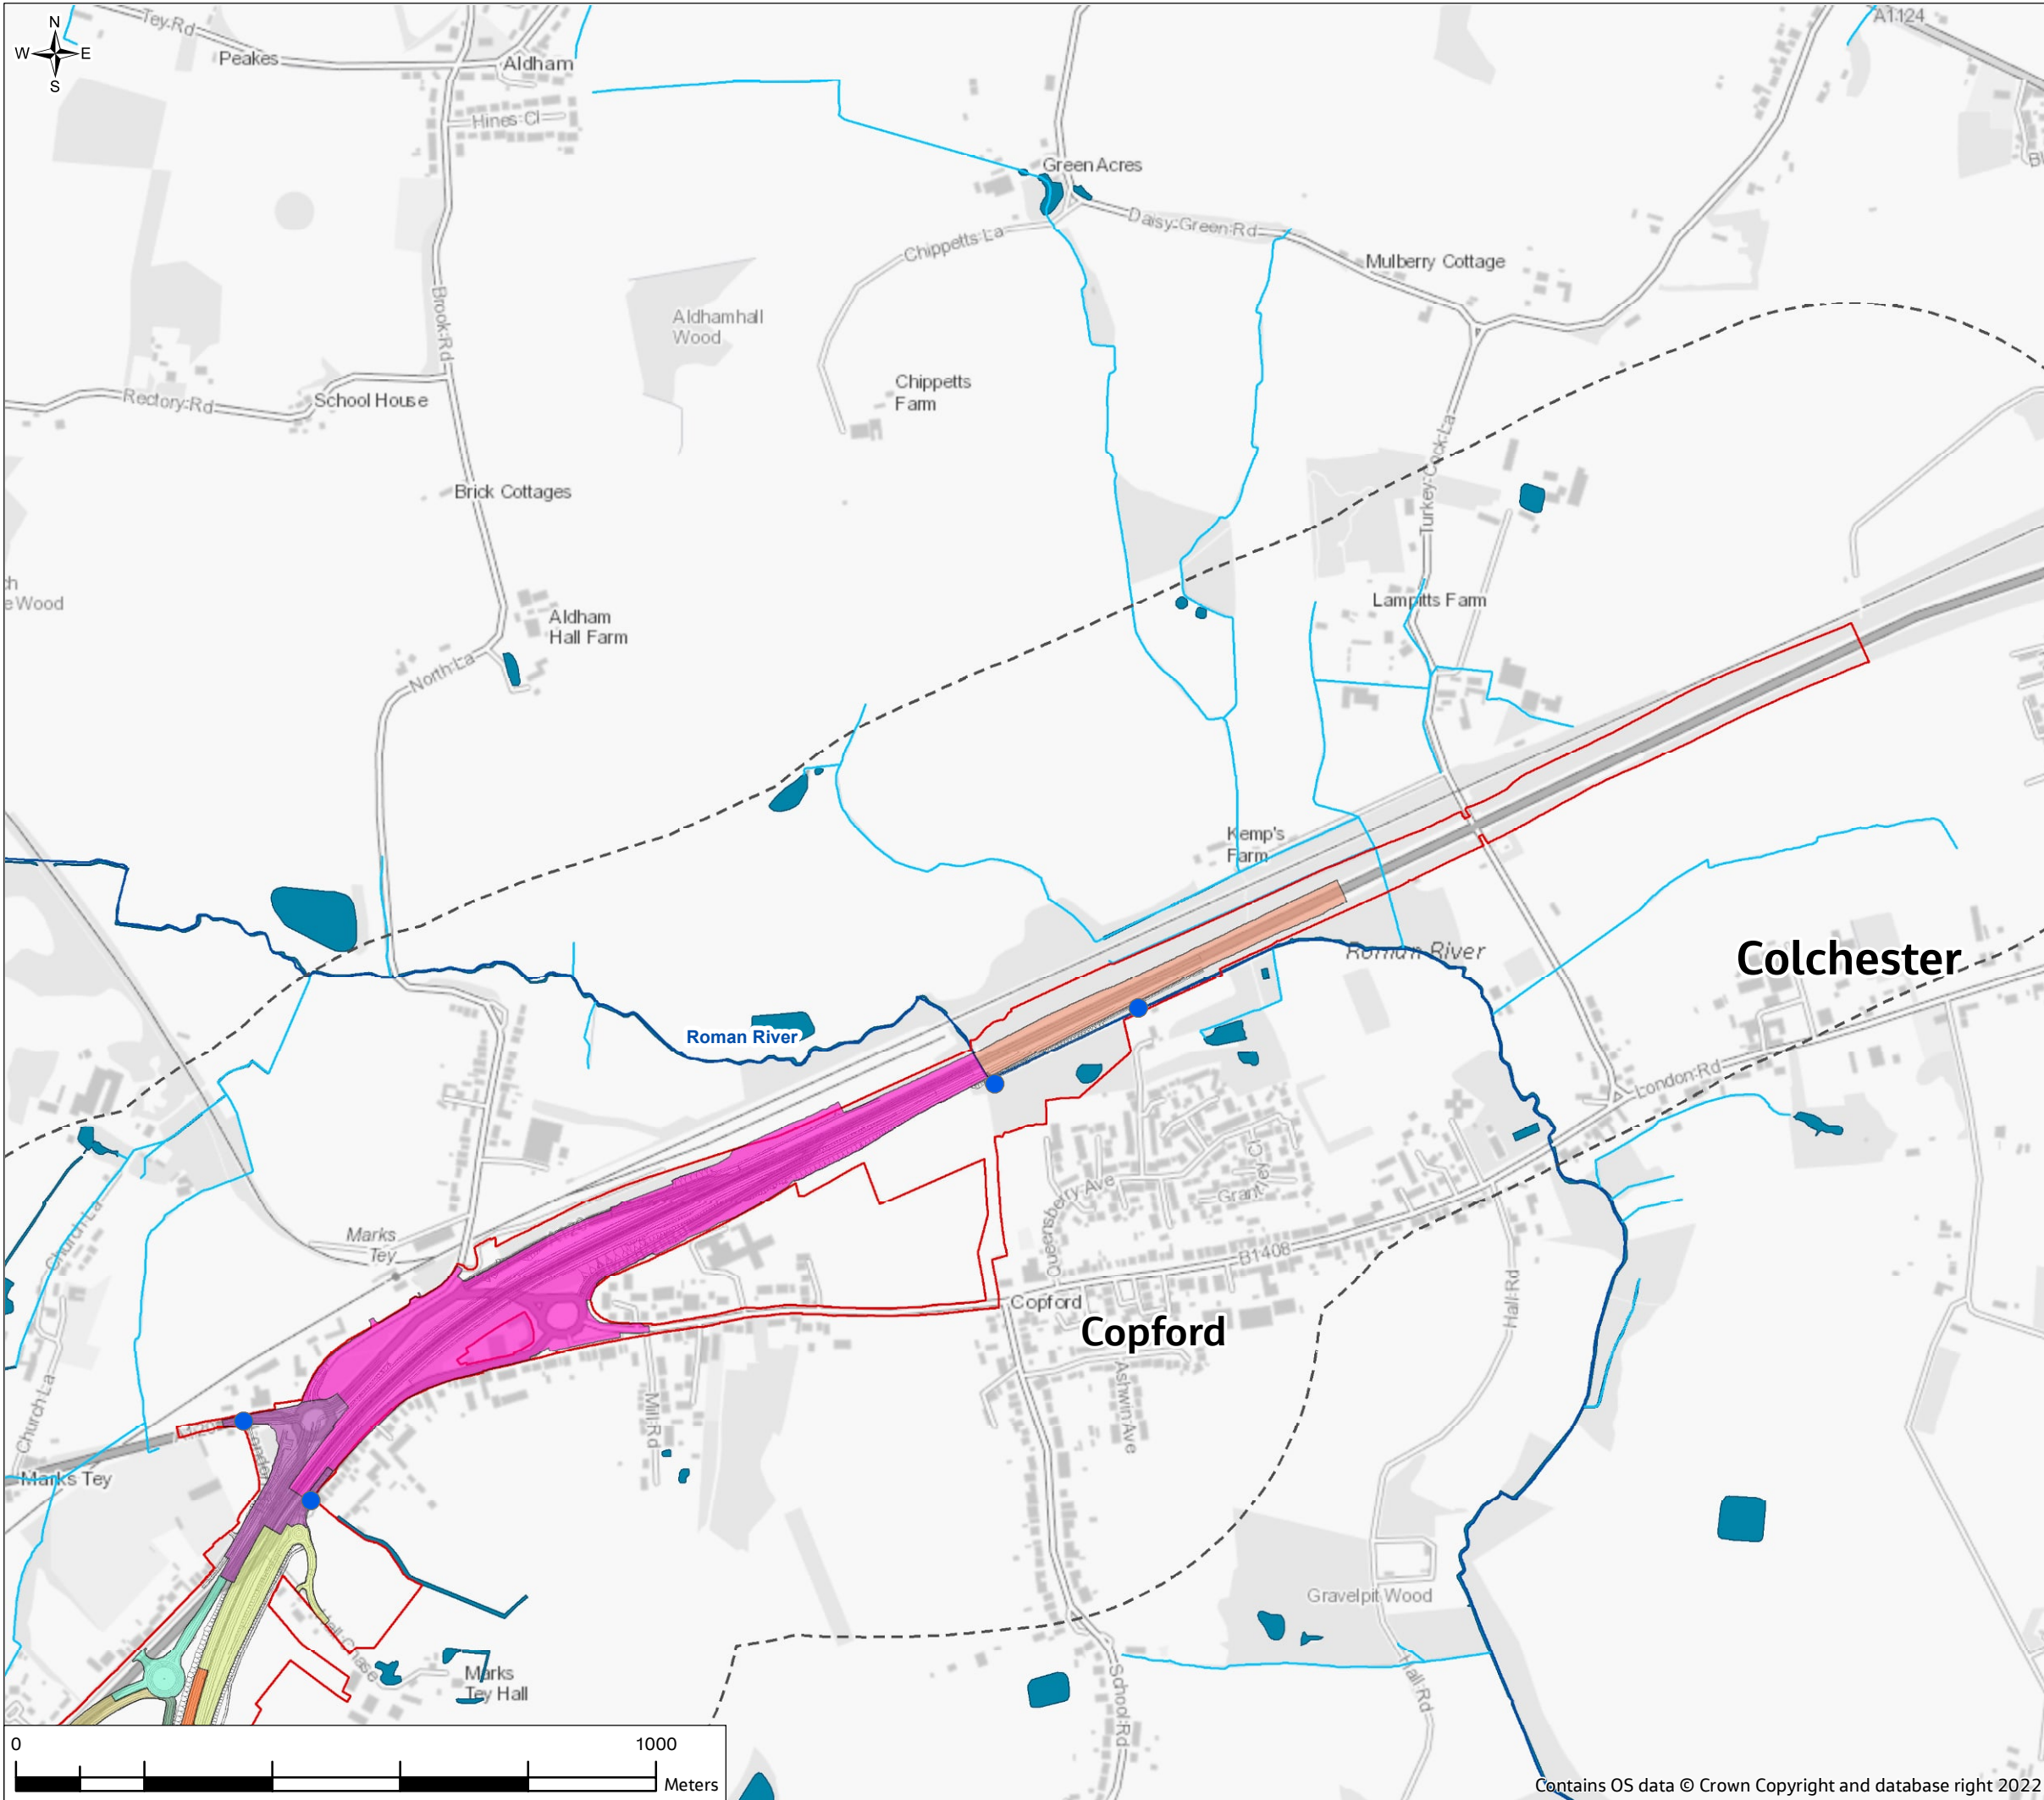 Tey Rd
N
W E
S
Peakes
Aldham
A1124
Hines Cl
Green Acres
Daisy Green Rd
Chippetts La
Mulberry Cottage
Brook Rd
Aldhamhall
Wood
Chippetts
Farm
Rectory Rd
School House
Turkey Cock La
Brick Cottages
e Wood
Lampitts Farm
Aldham
Hall Farm
North La
Kemp's
Farm
Roman River
Colchester
Roman River
London Rd
Queensberry Ave
Grantley Cl
Church La
Marks
Tey
B1408
Hall Rd
Copford
Copford
Church La
Mill Rd
Ashwin Ave
London
Marks Tey
Gravelpit Wood
Hall Chase
Marks
Tey Hall
School Rd
Hall Rd
0 1000
Meters
Contains OS data © Crown Copyright and database right 2022